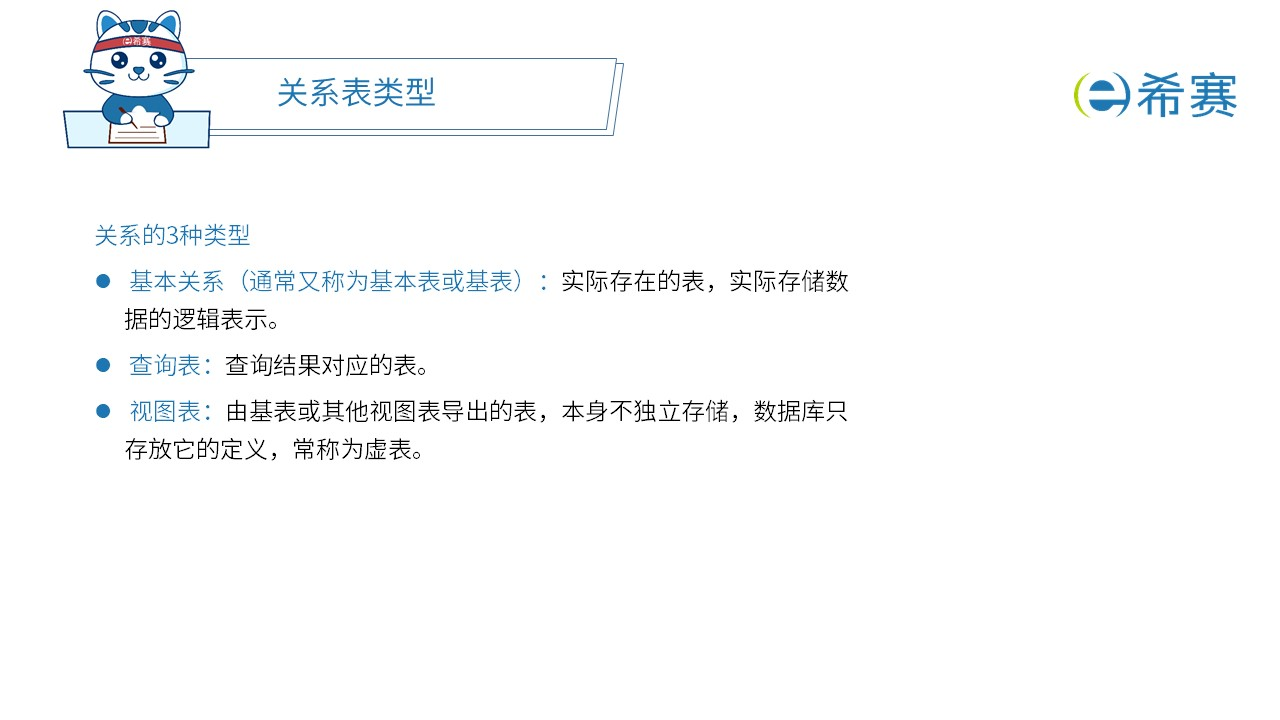 希赛
关系表类型
希赛
关系的3种类型
● 基本关系（通常又称为基本表或基表）：实际存在的表，实际存储数
据的逻辑表示。
● 查询表：查询结果对应的表。
● 视图表：由基表或其他视图表导出的表，本身不独立存储，数据库只
存放它的定义，常称为虚表。